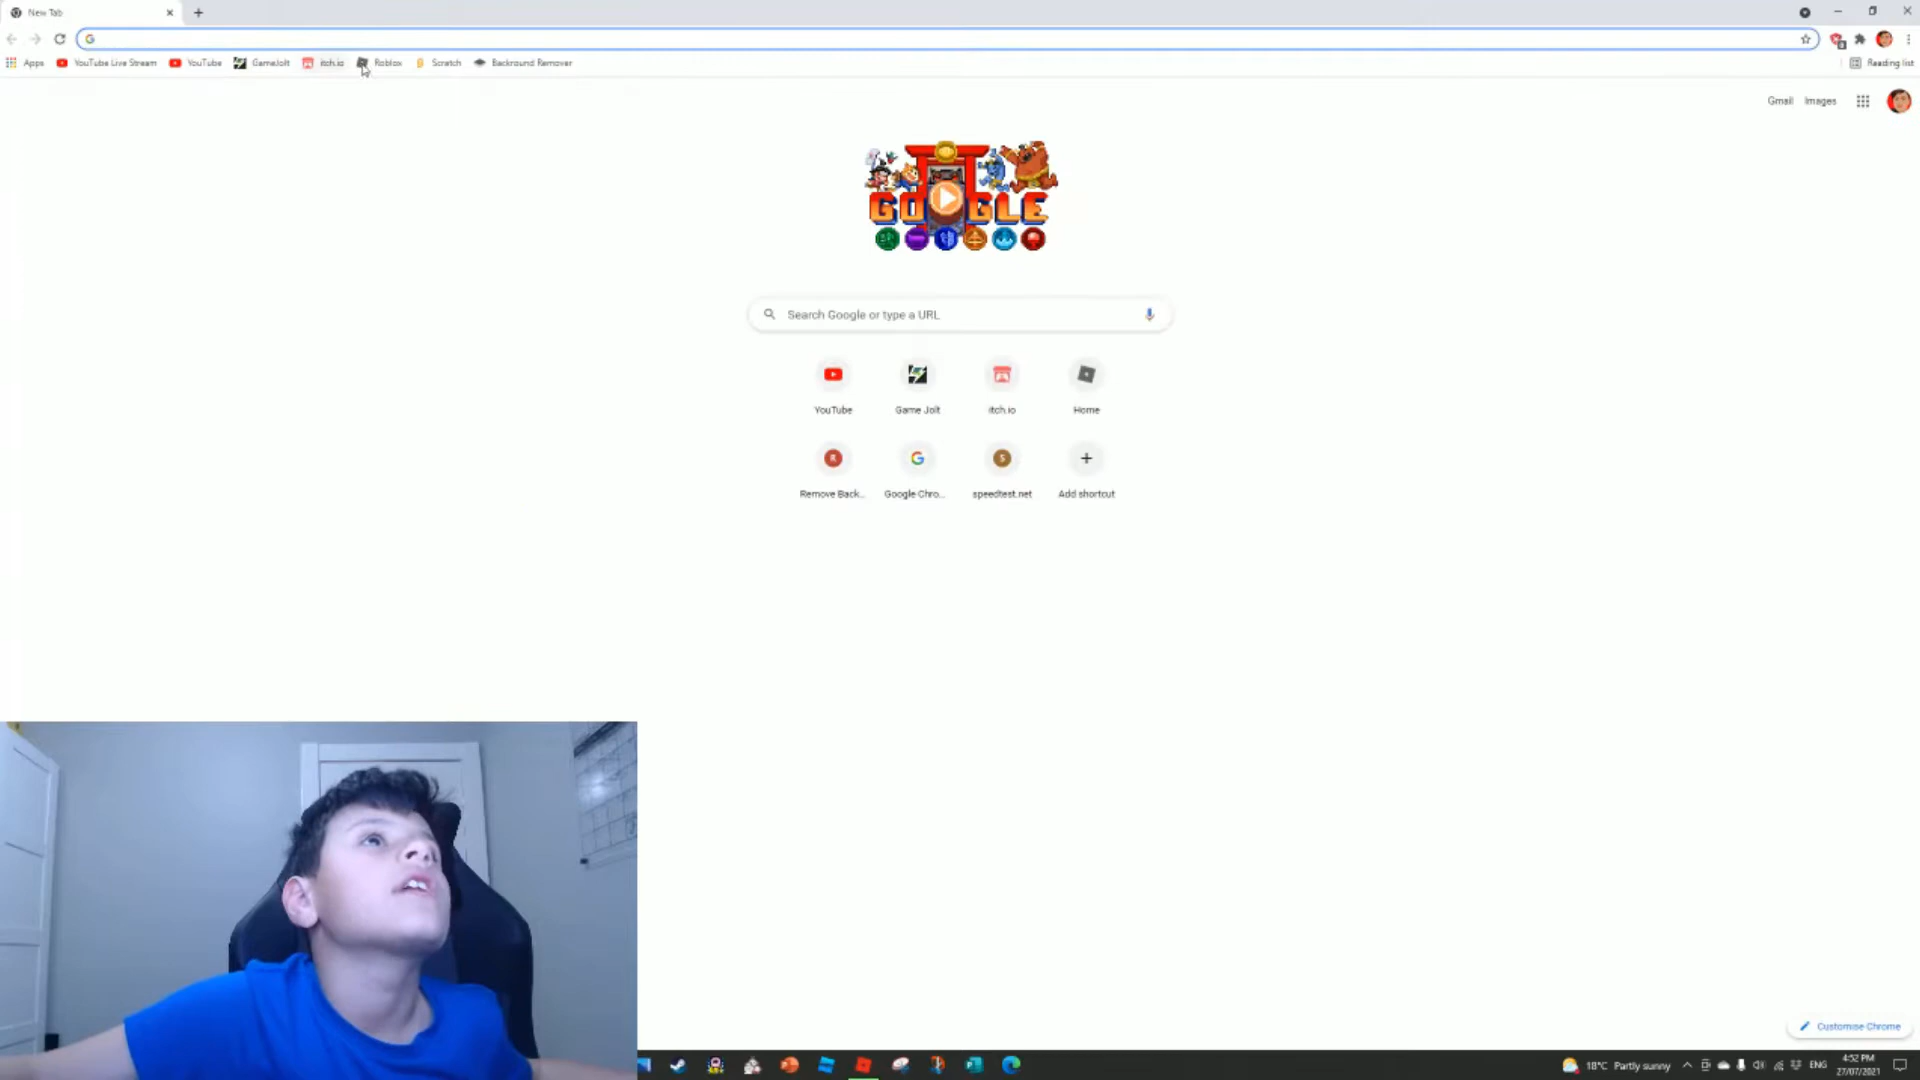 New Tab
Apps YouTube Live Stream YouTube GameJolt itch.io Roblox Scratch Backround Remover Reading list
Gmail Images
GOOGLE
Search Google or type a URL
YouTube Game Jolt itch.io Home
R S
Remove Back... Google Chro... speedtest.net Add shortcut
Customise Chrome
18°C Partly sunny ENG 4:52 PM
27/07/2021